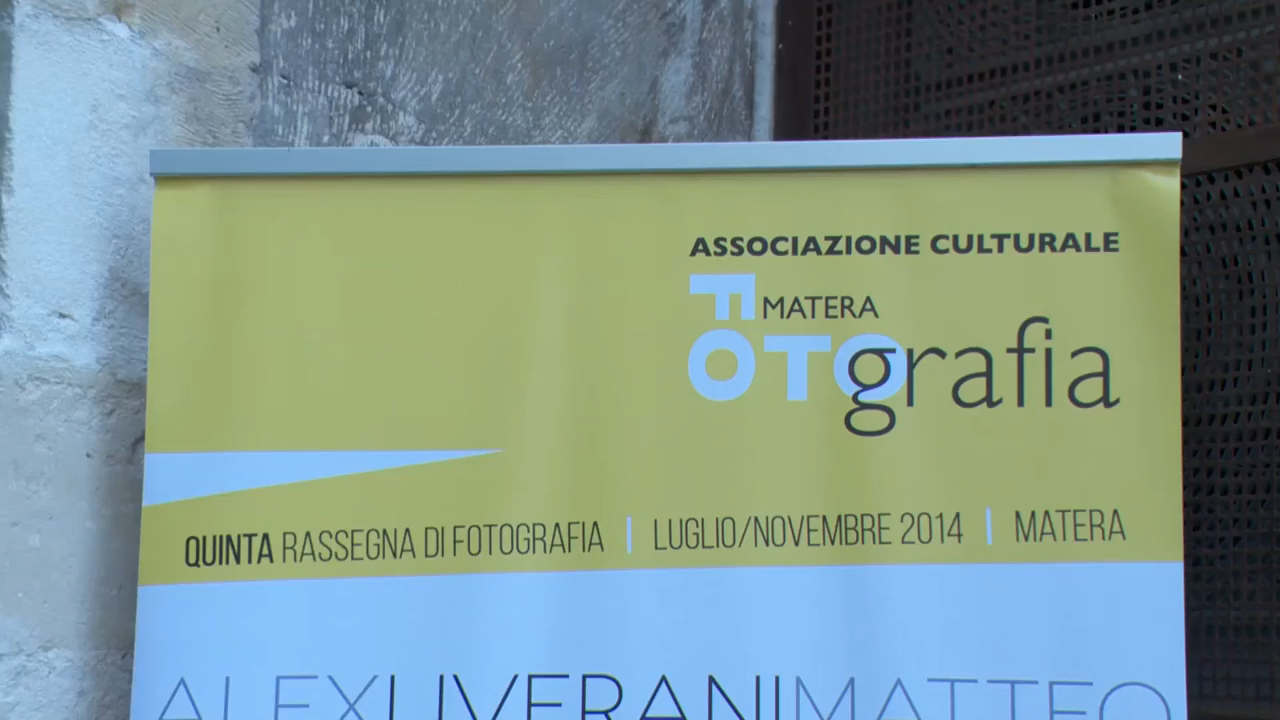 ASSOCIAZIONE CULTURALE
MATERA
FOTOgrafia
QUINTA RASSEGNA DI FOTOGRAFIA | LUGLIO/NOVEMBRE 2014 | MATERA
ALEXLIVERANIMATTEO